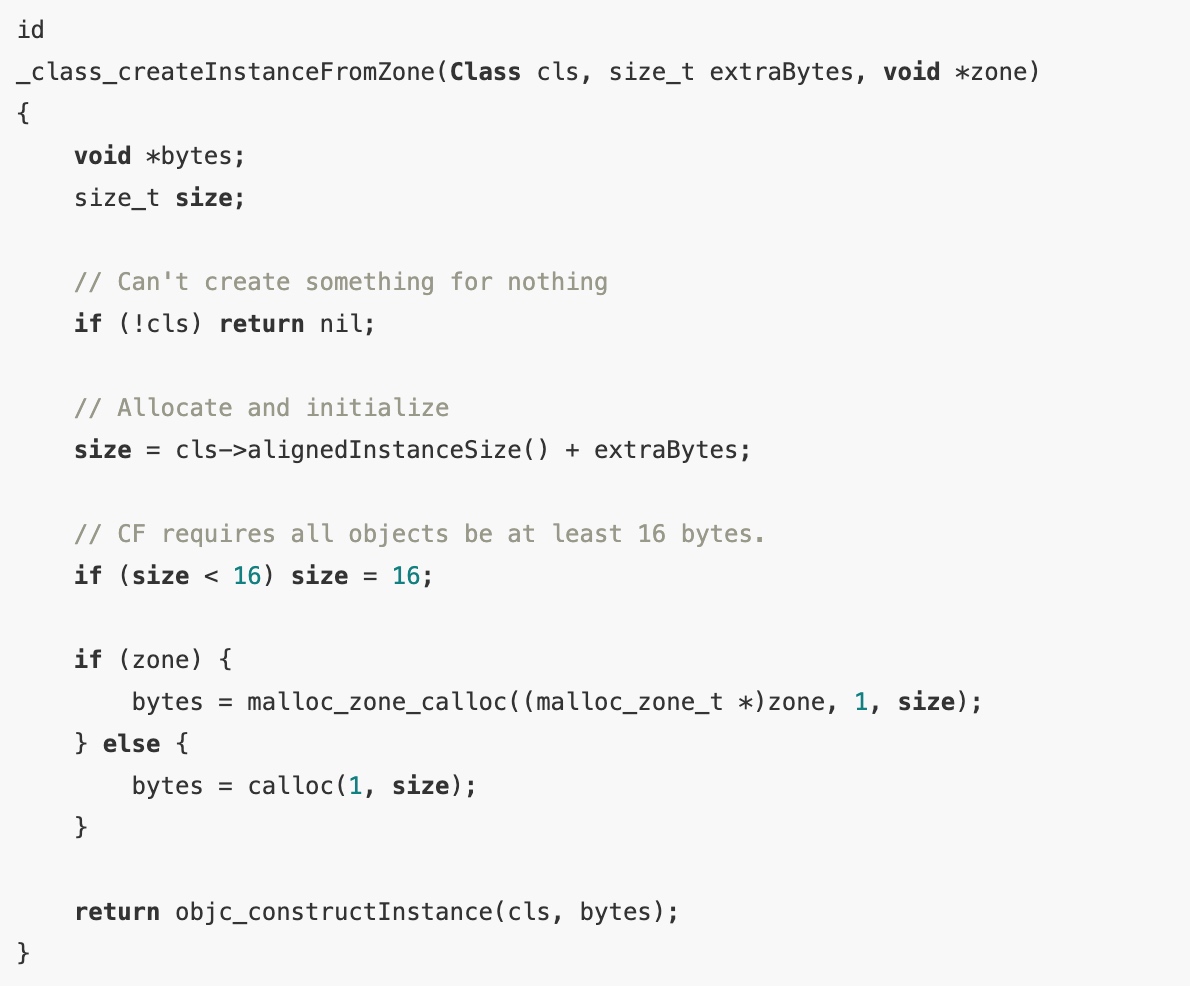 id
_class_createInstanceFromZone(Class cls, size_t extraBytes, void *zone)
{
    void *bytes;
    size_t size;

    // Can't create something for nothing
    if (!cls) return nil;

    // Allocate and initialize
    size = cls->alignedInstanceSize() + extraBytes;

    // CF requires all objects be at least 16 bytes.
    if (size < 16) size = 16;

    if (zone) {
        bytes = malloc_zone_calloc((malloc_zone_t *)zone, 1, size);
    } else {
        bytes = calloc(1, size);
    }

    return objc_constructInstance(cls, bytes);
}